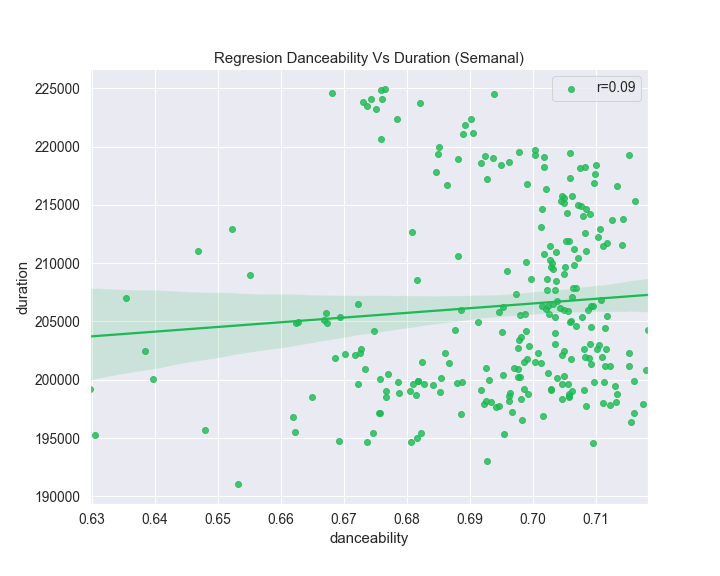 Regresion Danceability Vs Duration (Semanal)
r=0.09
225000
220000
215000
210000
205000
200000
195000
190000
duration
0.63 0.64 0.65 0.66 0.67 0.68 0.69 0.70 0.71
danceability